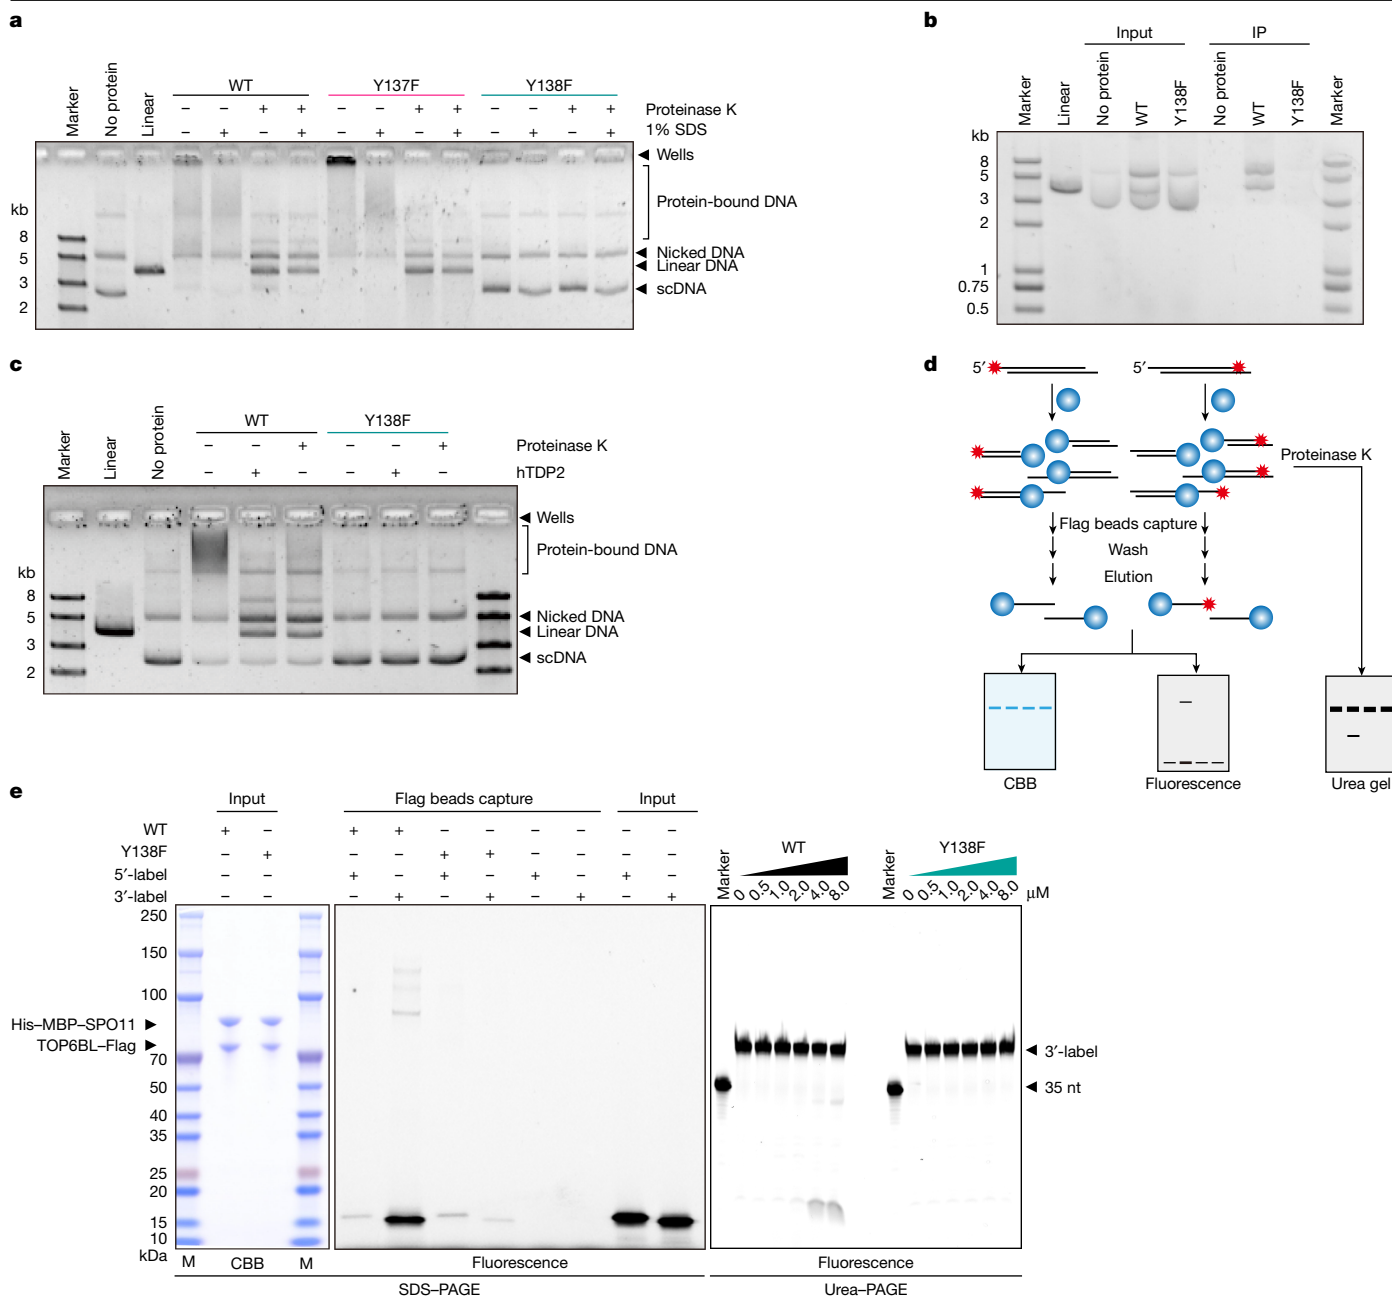 a
Marker
No protein
Linear
WT
Y137F
Y138F
– – + + – – + + – – + + Proteinase K
– + – + – + – + – + – + 1% SDS
Wells
Protein-bound DNA
kb
8
5
3
2
Nicked DNA
Linear DNA
scDNA
b
Input
IP
Marker
Linear
No protein
WT
Y138F
No protein
WT
Y138F
Marker
kb
8
5
3
2
1
0.75
0.5
c
Marker
Linear
No protein
WT
Y138F
– – + – – + Proteinase K
– + – – + – hTDP2
Wells
Protein-bound DNA
kb
8
5
3
2
Nicked DNA
Linear DNA
scDNA
d
5′
5′
Proteinase K
Flag beads capture
Wash
Elution
CBB
Fluorescence
Urea gel
e
Input
Flag beads capture
Input
WT + – + + – – – – – –
Y138F – + – – + + – – – –
5′-label – – + – + – + – + –
3′-label – – – + – + – + – +
250
150
100
His–MBP–SPO11
TOP6BL–Flag
70
50
40
35
25
20
15
10
kDa
M
CBB
M
Fluorescence
SDS–PAGE
Marker
WT
0 0.5 1.0 2.0 4.0 8.0
Marker
Y138F
0 0.5 1.0 2.0 4.0 8.0 μM
3′-label
35 nt
Fluorescence
Urea–PAGE